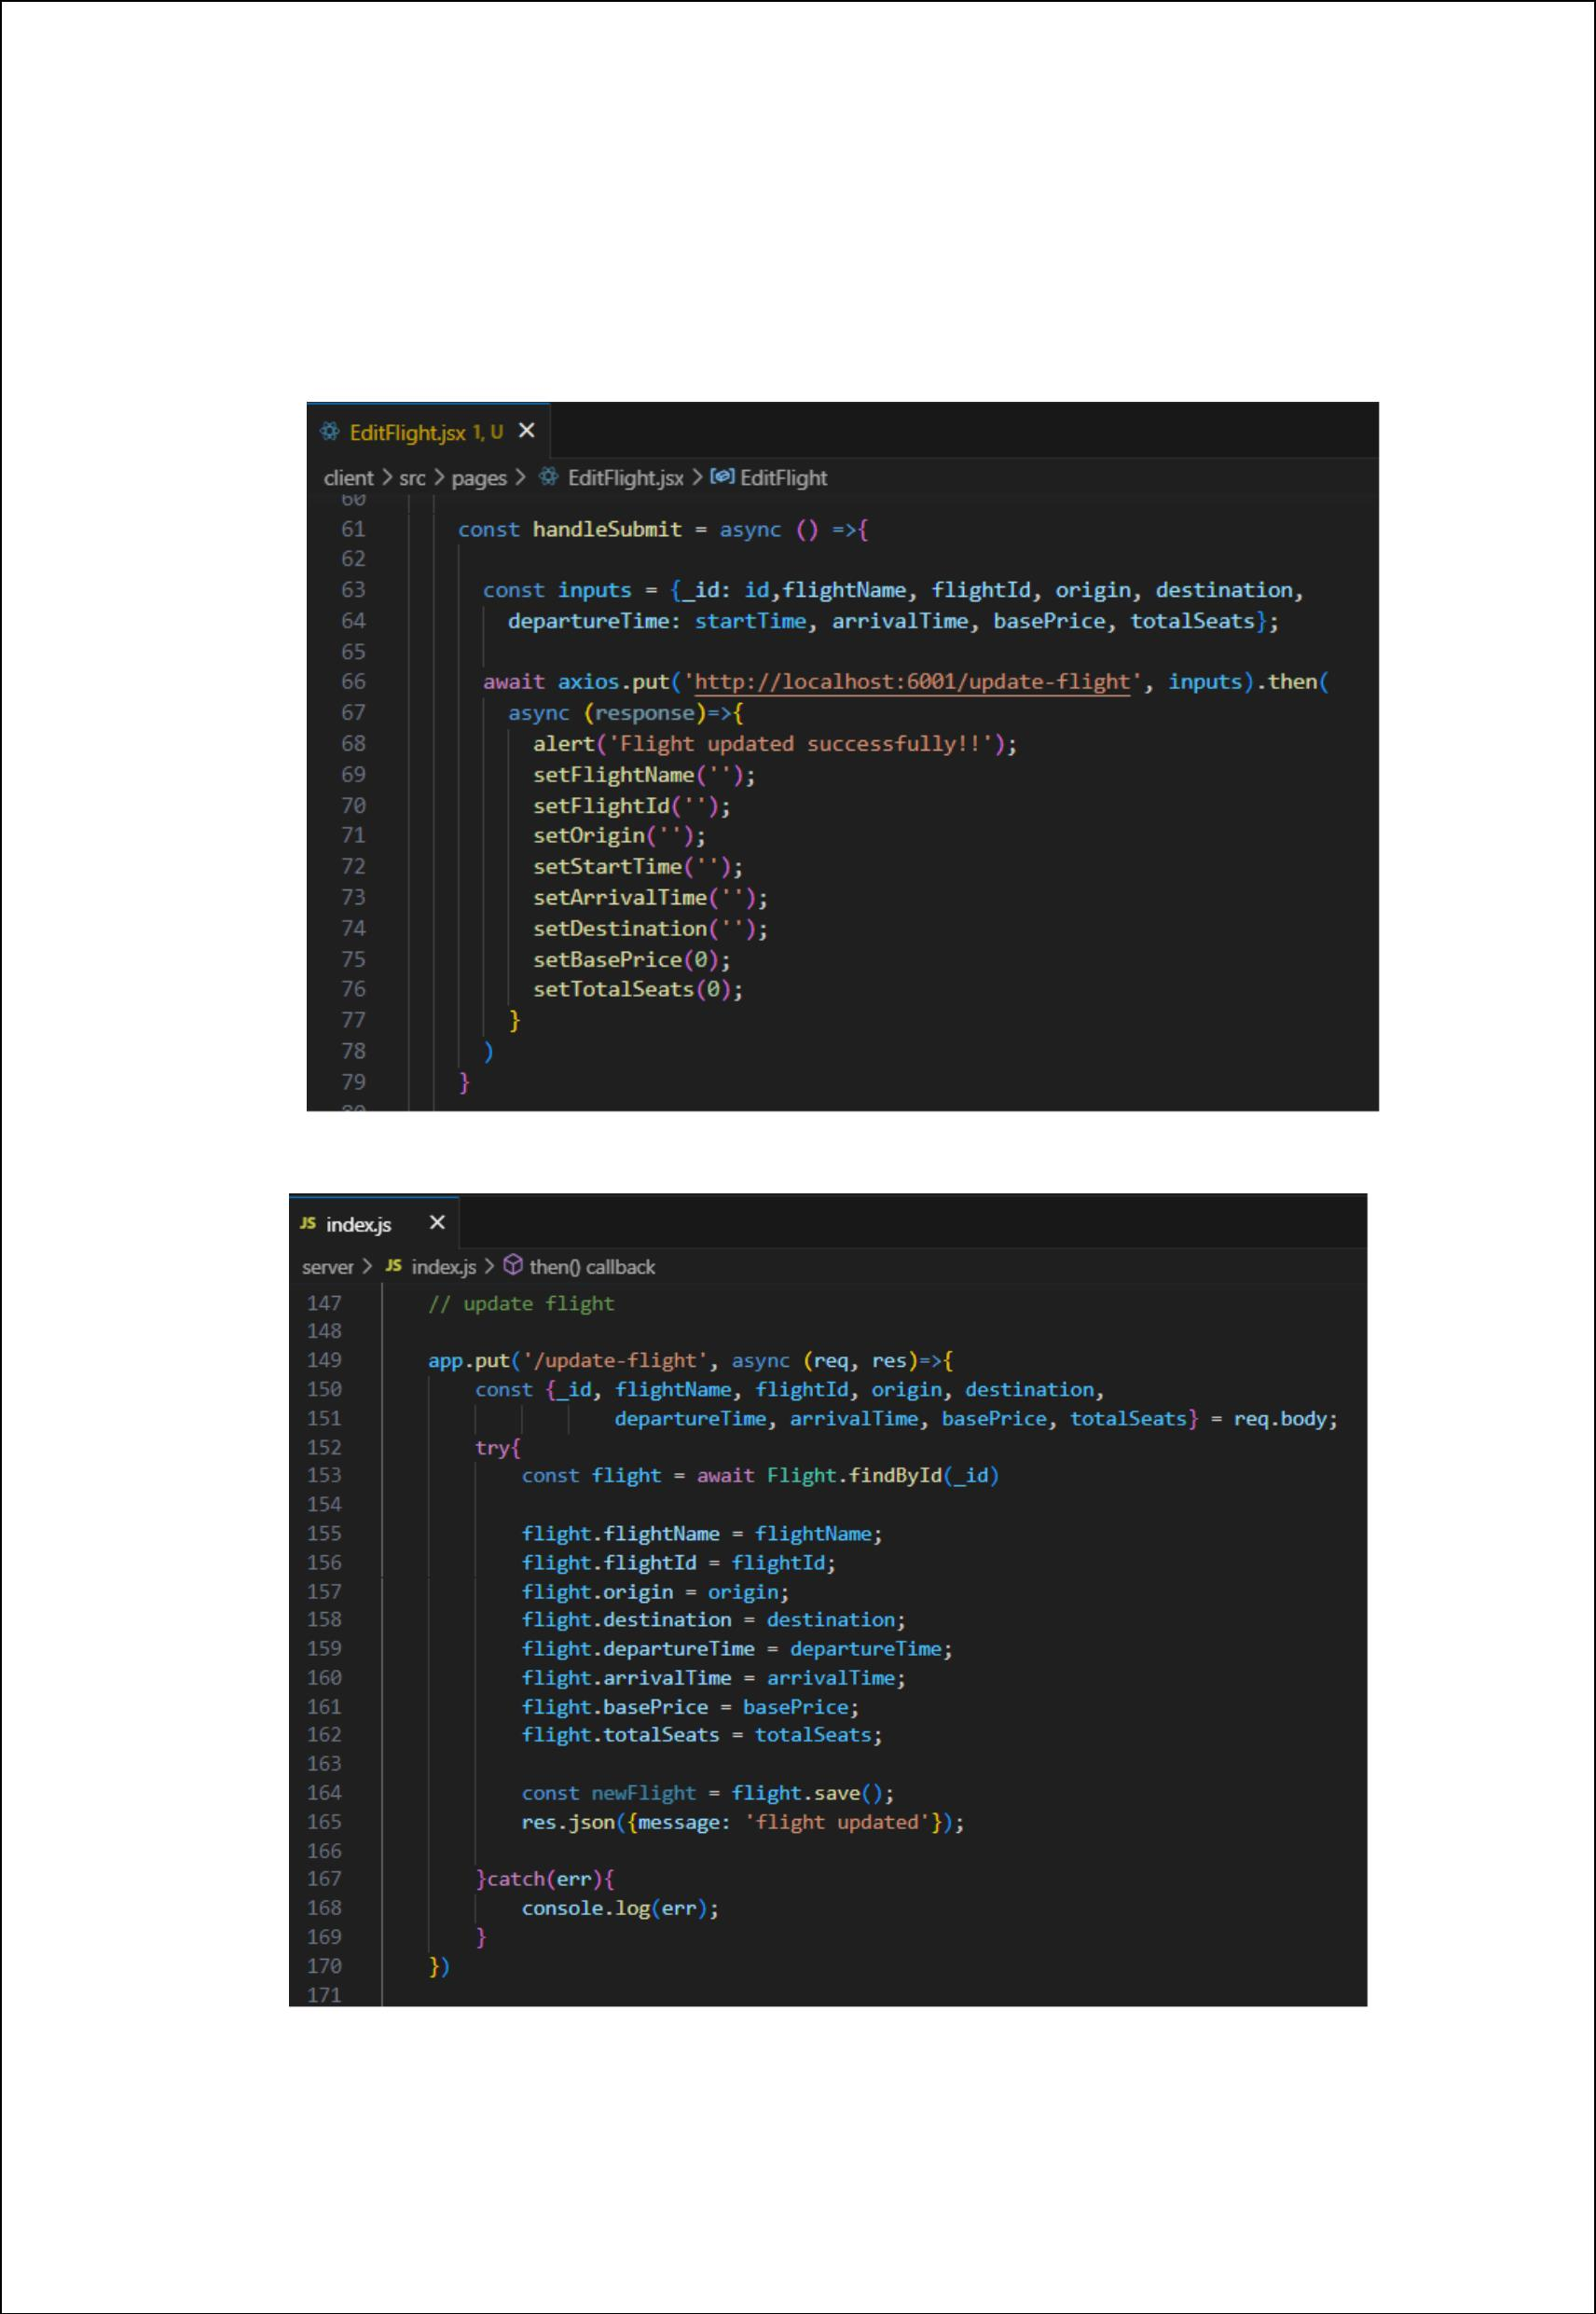 EditFlight.jsx 1, U ×
client > src > pages > EditFlight.jsx > EditFlight
60
61 const handleSubmit = async () =>{
62
63 const inputs = {_id: id,flightName, flightId, origin, destination,
64 departureTime: startTime, arrivalTime, basePrice, totalSeats};
65
66 await axios.put('http://localhost:6001/update-flight', inputs).then(
67 async (response)=>{
68 alert('Flight updated successfully!!');
69 setFlightName('');
70 setFlightId('');
71 setOrigin('');
72 setStartTime('');
73 setArrivalTime('');
74 setDestination('');
75 setBasePrice(0);
76 setTotalSeats(0);
77 }
78 )
79 }
80
JS index.js ×
server > JS index.js > then() callback
147 // update flight
148
149 app.put('/update-flight', async (req, res)=>{
150 const {_id, flightName, flightId, origin, destination,
151 departureTime, arrivalTime, basePrice, totalSeats} = req.body;
152 try{
153 const flight = await Flight.findById(_id)
154
155 flight.flightName = flightName;
156 flight.flightId = flightId;
157 flight.origin = origin;
158 flight.destination = destination;
159 flight.departureTime = departureTime;
160 flight.arrivalTime = arrivalTime;
161 flight.basePrice = basePrice;
162 flight.totalSeats = totalSeats;
163
164 const newFlight = flight.save();
165 res.json({message: 'flight updated'});
166
167 }catch(err){
168 console.log(err);
169 }
170 })
171